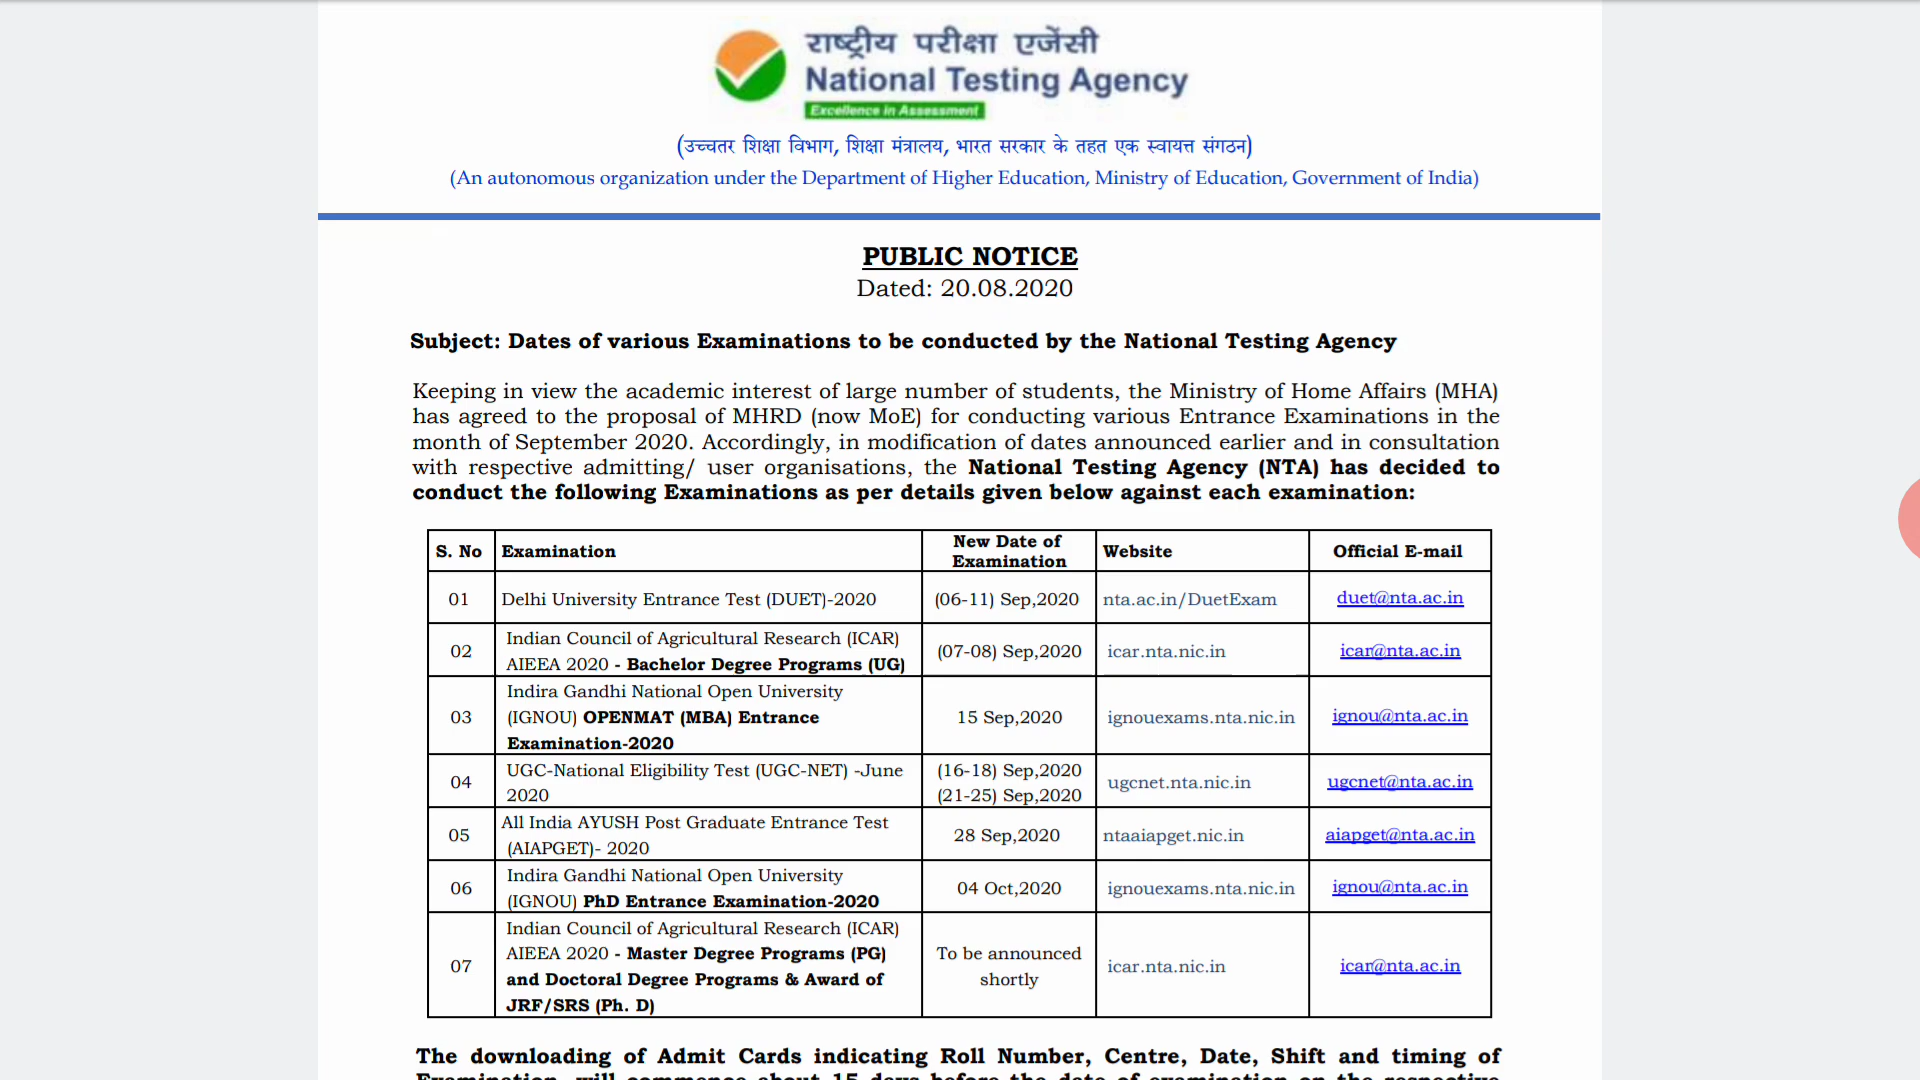 राष्ट्रीय परीक्षा एजेंसी
National Testing Agency
Excellence in Assessment
(उच्चतर शिक्षा विभाग, शिक्षा मंत्रालय, भारत सरकार के तहत एक स्वायत्त संगठन)
(An autonomous organization under the Department of Higher Education, Ministry of Education, Government of India)
PUBLIC NOTICE
Dated: 20.08.2020
Subject: Dates of various Examinations to be conducted by the National Testing Agency
Keeping in view the academic interest of large number of students, the Ministry of Home Affairs (MHA)
has agreed to the proposal of MHRD (now MoE) for conducting various Entrance Examinations in the
month of September 2020. Accordingly, in modification of dates announced earlier and in consultation
with respective admitting/ user organisations, the National Testing Agency (NTA) has decided to
conduct the following Examinations as per details given below against each examination:
S. No Examination New Date of Examination Website Official E-mail
01 Delhi University Entrance Test (DUET)-2020 (06-11) Sep,2020 nta.ac.in/DuetExam duet@nta.ac.in
02 Indian Council of Agricultural Research (ICAR)
AIEEA 2020 - Bachelor Degree Programs (UG) (07-08) Sep,2020 icar.nta.nic.in icar@nta.ac.in
03 Indira Gandhi National Open University
(IGNOU) OPENMAT (MBA) Entrance
Examination-2020 15 Sep,2020 ignouexams.nta.nic.in ignou@nta.ac.in
04 UGC-National Eligibility Test (UGC-NET) -June
2020 (16-18) Sep,2020
(21-25) Sep,2020 ugcnet.nta.nic.in ugcnet@nta.ac.in
05 All India AYUSH Post Graduate Entrance Test
(AIAPGET)- 2020 28 Sep,2020 ntaaiapget.nic.in aiapget@nta.ac.in
06 Indira Gandhi National Open University
(IGNOU) PhD Entrance Examination-2020 04 Oct,2020 ignouexams.nta.nic.in ignou@nta.ac.in
07 Indian Council of Agricultural Research (ICAR)
AIEEA 2020 - Master Degree Programs (PG)
and Doctoral Degree Programs & Award of
JRF/SRS (Ph. D) To be announced
shortly icar.nta.nic.in icar@nta.ac.in
The downloading of Admit Cards indicating Roll Number, Centre, Date, Shift and timing of
Examination, will commence about 15 days before the date of examination on the respective